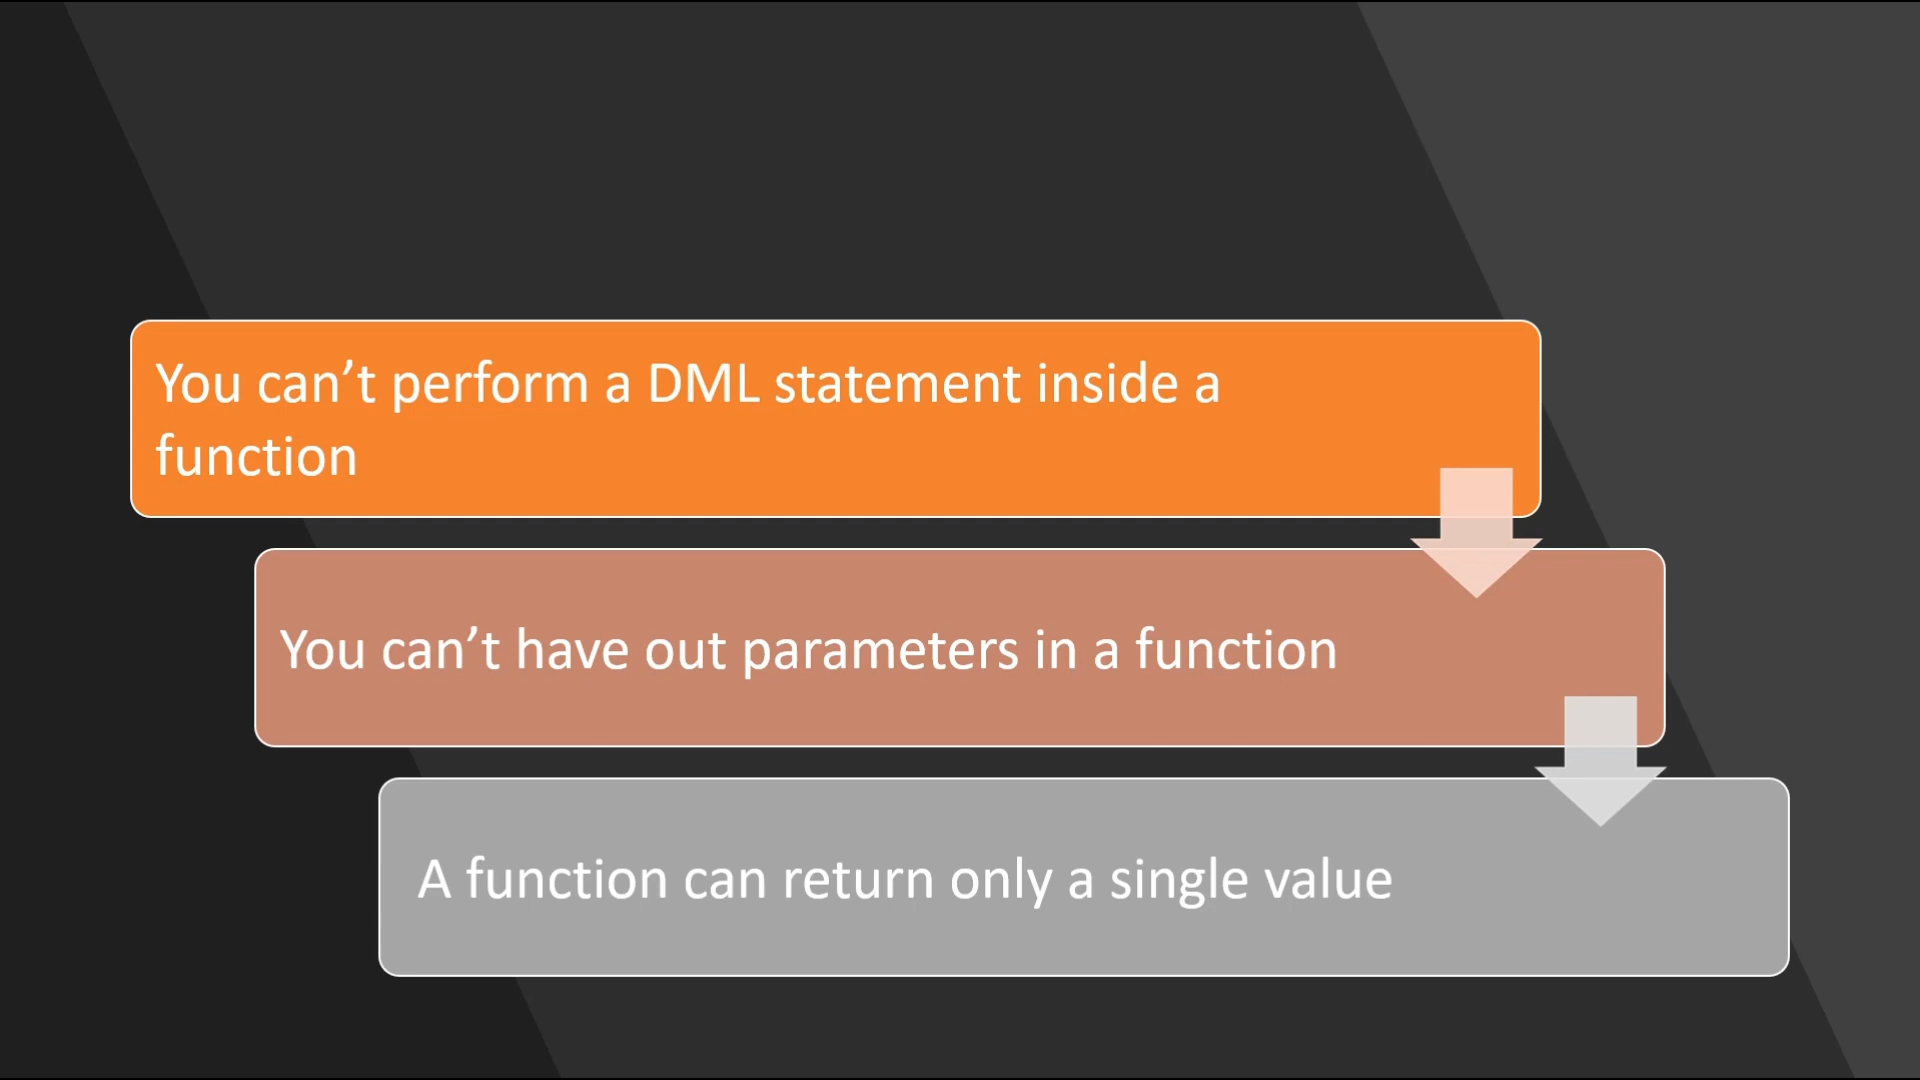 You can’t perform a DML statement inside a
function
You can’t have out parameters in a function
A function can return only a single value